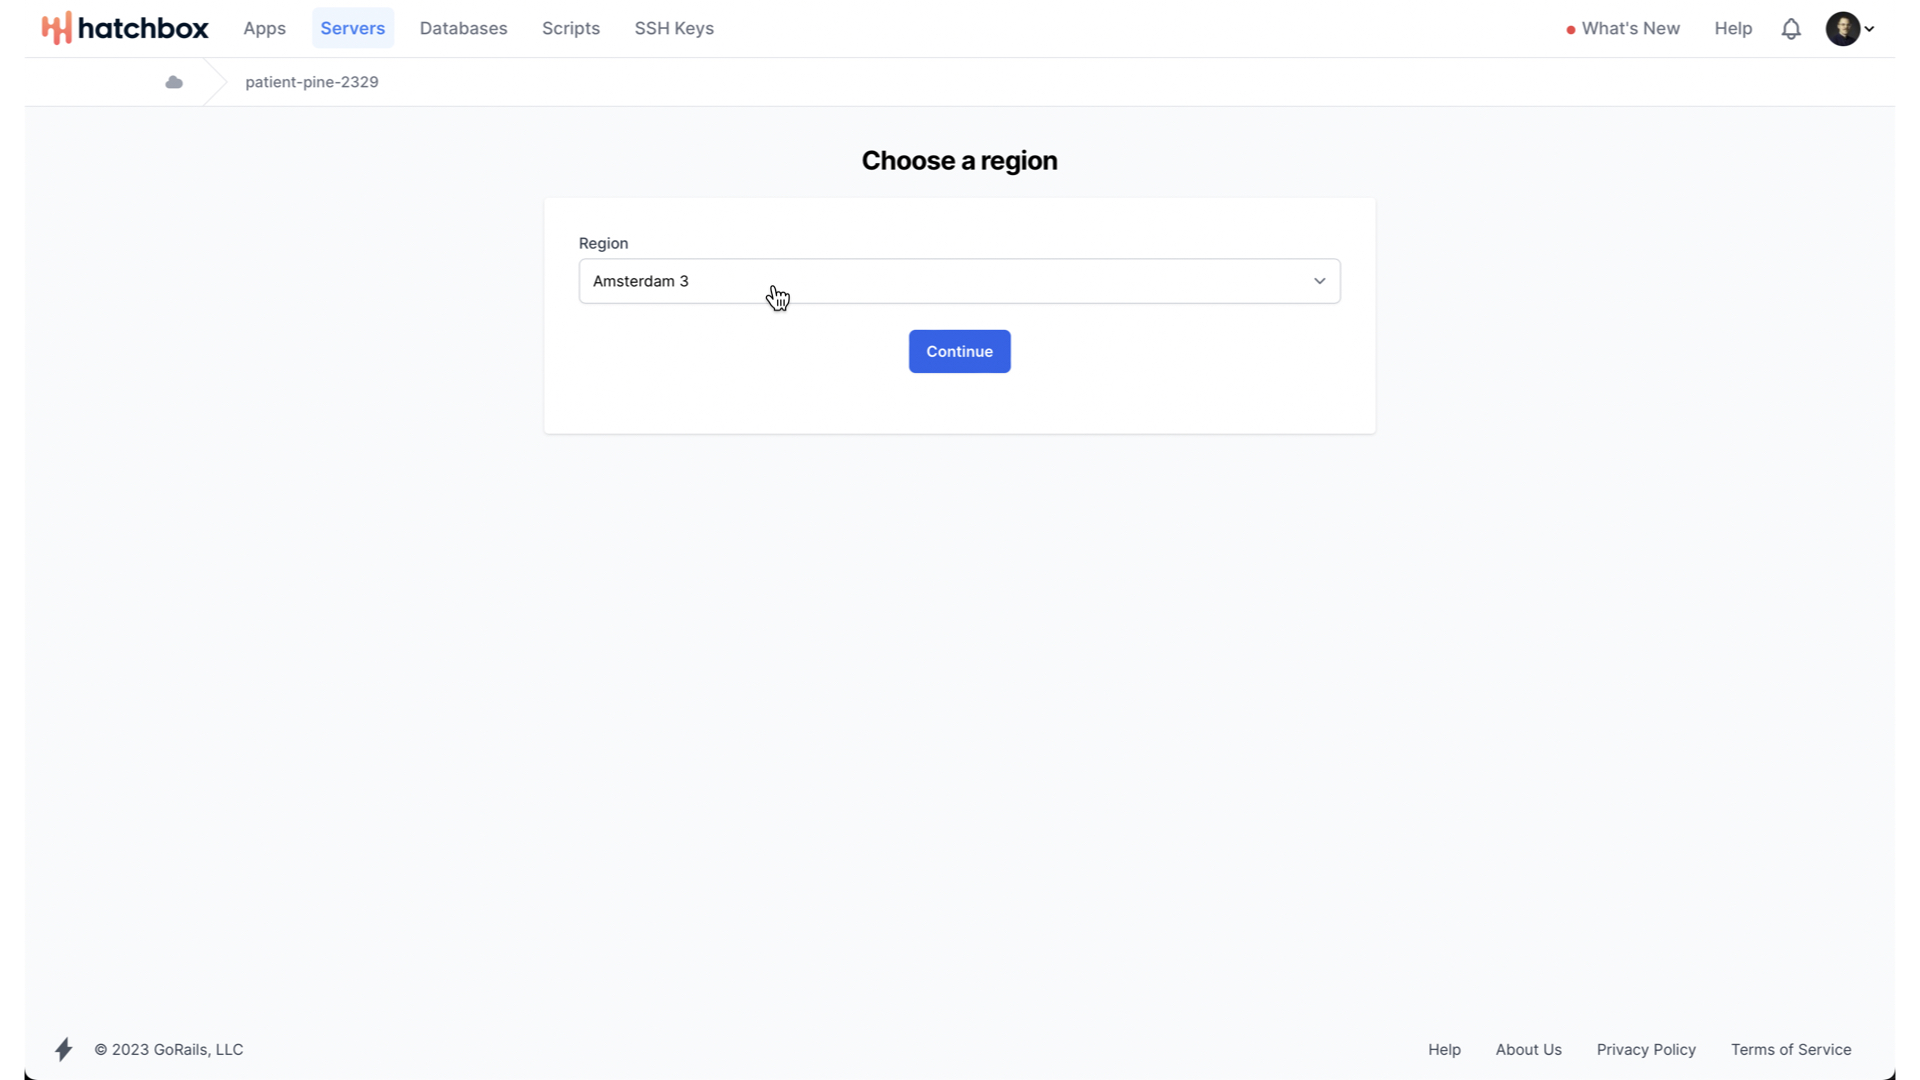 hatchbox Apps Servers Databases Scripts SSH Keys What's New Help
patient-pine-2329
Choose a region
Region
Amsterdam 3
Continue
© 2023 GoRails, LLC Help About Us Privacy Policy Terms of Service